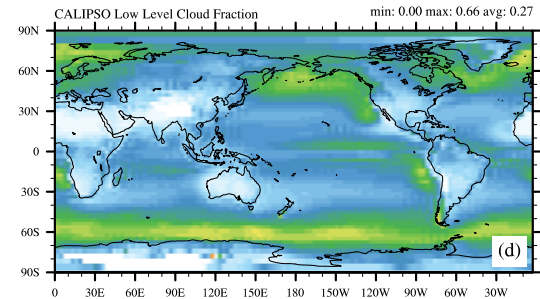 CALIPSO Low Level Cloud Fraction min: 0.00 max: 0.66 avg: 0.27
90N
60N
30N
0
30S
60S
90S
(d)
0 30E 60E 90E 120E 150E 180 150W 120W 90W 60W 30W